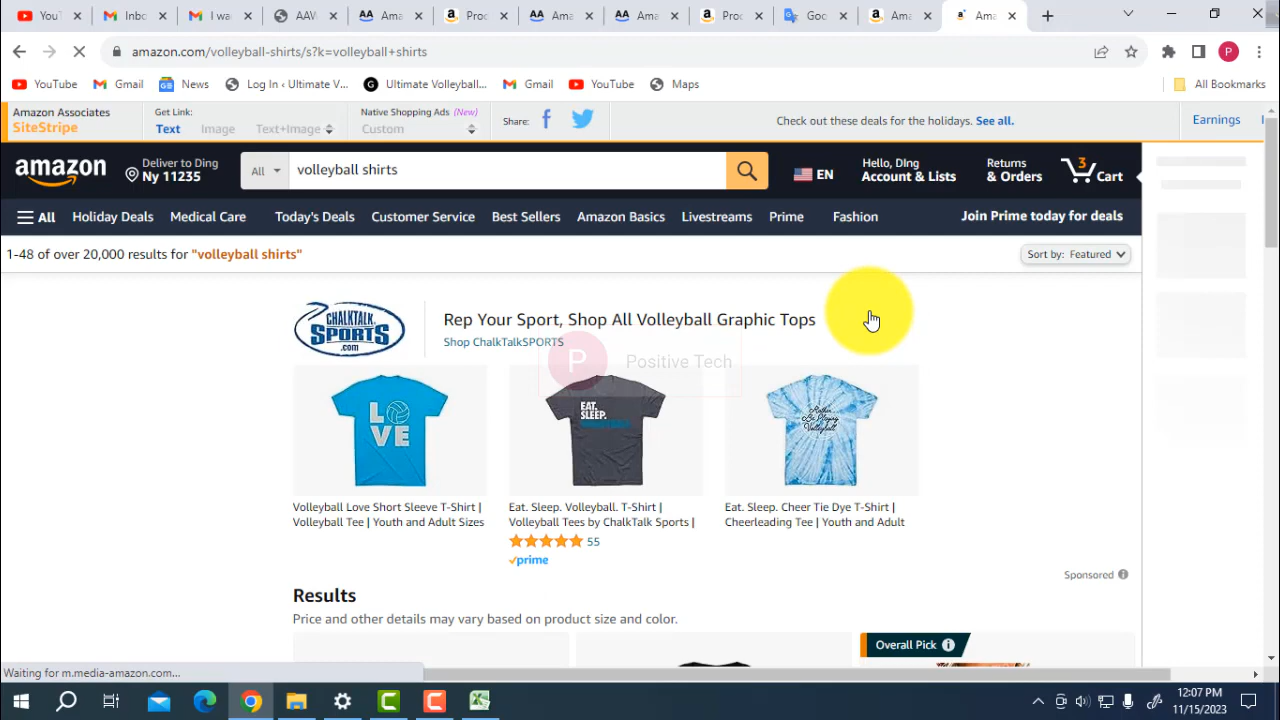 YouT
Inbo
I wa
AAW
Ama
Proc
Ama
Ama
Proc
Goo
Ama
Ama
amazon.com/volleyball-shirts/s?k=volleyball+shirts
P
YouTube
Gmail
News
Log In ‹ Ultimate V...
Ultimate Volleyball...
Gmail
YouTube
Maps
All Bookmarks
Amazon Associates
SiteStripe
Get Link:
Text
Image
Text+Image
Native Shopping Ads (New)
Custom
Share:
Check out these deals for the holidays. See all.
Earnings
amazon
Deliver to Ding
Ny 11235
All
volleyball shirts
EN
Hello, DIng
Account & Lists
Returns
& Orders
3
Cart
All
Holiday Deals
Medical Care
Today's Deals
Customer Service
Best Sellers
Amazon Basics
Livestreams
Prime
Fashion
Join Prime today for deals
1-48 of over 20,000 results for "volleyball shirts"
Sort by: Featured
CHALKTALK
SPORTS
.com
Rep Your Sport, Shop All Volleyball Graphic Tops
Shop ChalkTalkSPORTS
P
Positive Tech
LO
VE
EAT.
SLEEP.
Rather
Be Playing
Volleyball
Volleyball Love Short Sleeve T-Shirt |
Volleyball Tee | Youth and Adult Sizes
Eat. Sleep. Volleyball. T-Shirt |
Volleyball Tees by ChalkTalk Sports |
55
prime
Eat. Sleep. Cheer Tie Dye T-Shirt |
Cheerleading Tee | Youth and Adult
Sponsored
Results
Price and other details may vary based on product size and color.
Overall Pick
Waiting for m.media-amazon.com...
12:07 PM
11/15/2023